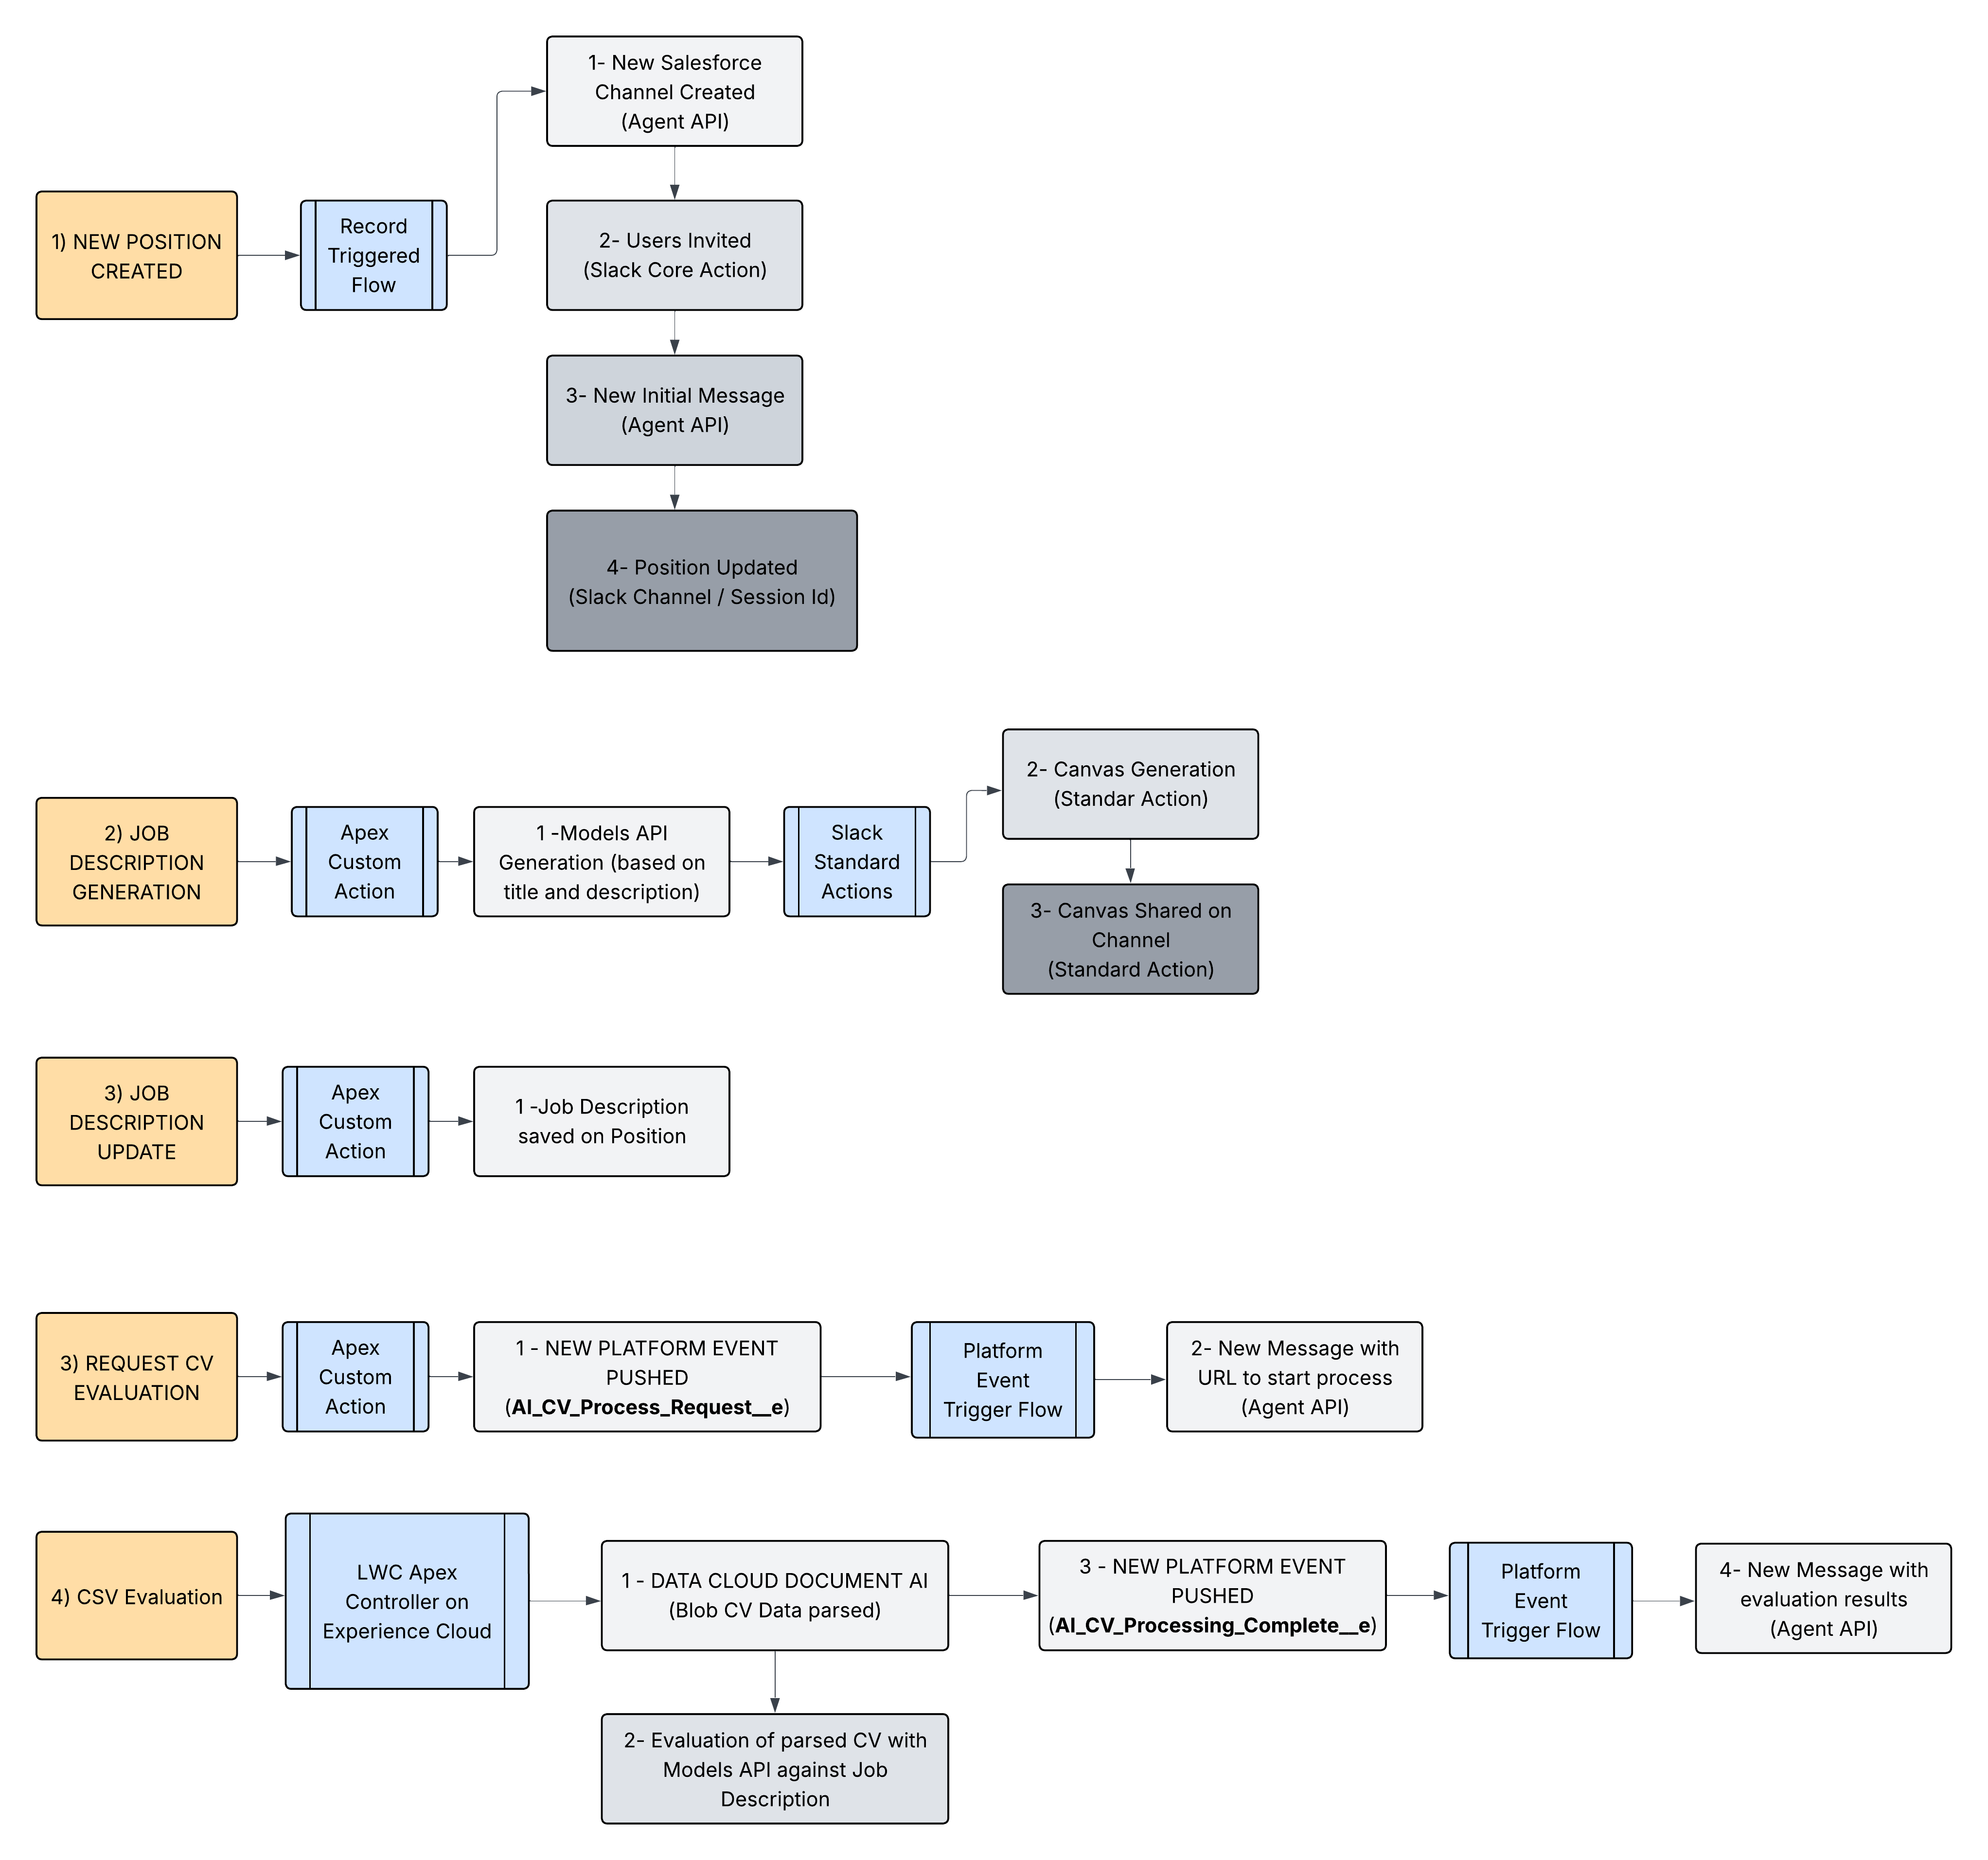 1- New Salesforce
Channel Created
(Agent API)
1) NEW POSITION
CREATED
Record
Triggered
Flow
2- Users Invited
(Slack Core Action)
3- New Initial Message
(Agent API)
4- Position Updated
(Slack Channel / Session Id)
2) JOB
DESCRIPTION
GENERATION
Apex
Custom
Action
1 -Models API
Generation (based on
title and description)
Slack
Standard
Actions
2- Canvas Generation
(Standar Action)
3- Canvas Shared on
Channel
(Standard Action)
3) JOB
DESCRIPTION
UPDATE
Apex
Custom
Action
1 -Job Description
saved on Position
3) REQUEST CV
EVALUATION
Apex
Custom
Action
1 - NEW PLATFORM EVENT
PUSHED
(AI_CV_Process_Request__e)
Platform
Event
Trigger Flow
2- New Message with
URL to start process
(Agent API)
4) CSV Evaluation
LWC Apex
Controller on
Experience Cloud
1 - DATA CLOUD DOCUMENT AI
(Blob CV Data parsed)
2- Evaluation of parsed CV with
Models API against Job
Description
3 - NEW PLATFORM EVENT
PUSHED
(AI_CV_Processing_Complete__e)
Platform
Event
Trigger Flow
4- New Message with
evaluation results
(Agent API)